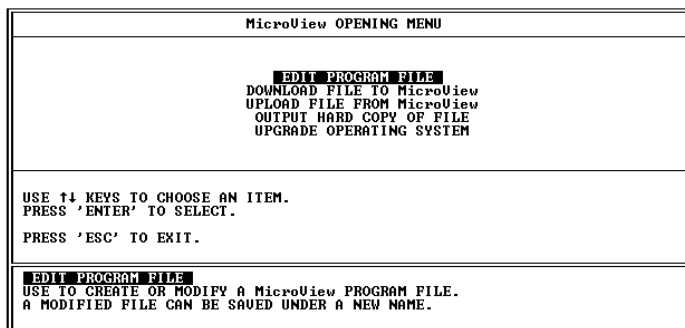 MicroView OPENING MENU
EDIT PROGRAM FILE
DOWNLOAD FILE TO MicroView
UPLOAD FILE FROM MicroView
OUTPUT HARD COPY OF FILE
UPGRADE OPERATING SYSTEM
USE ↑↓ KEYS TO CHOOSE AN ITEM.
PRESS 'ENTER' TO SELECT.
PRESS 'ESC' TO EXIT.
EDIT PROGRAM FILE
USE TO CREATE OR MODIFY A MicroView PROGRAM FILE.
A MODIFIED FILE CAN BE SAVED UNDER A NEW NAME.